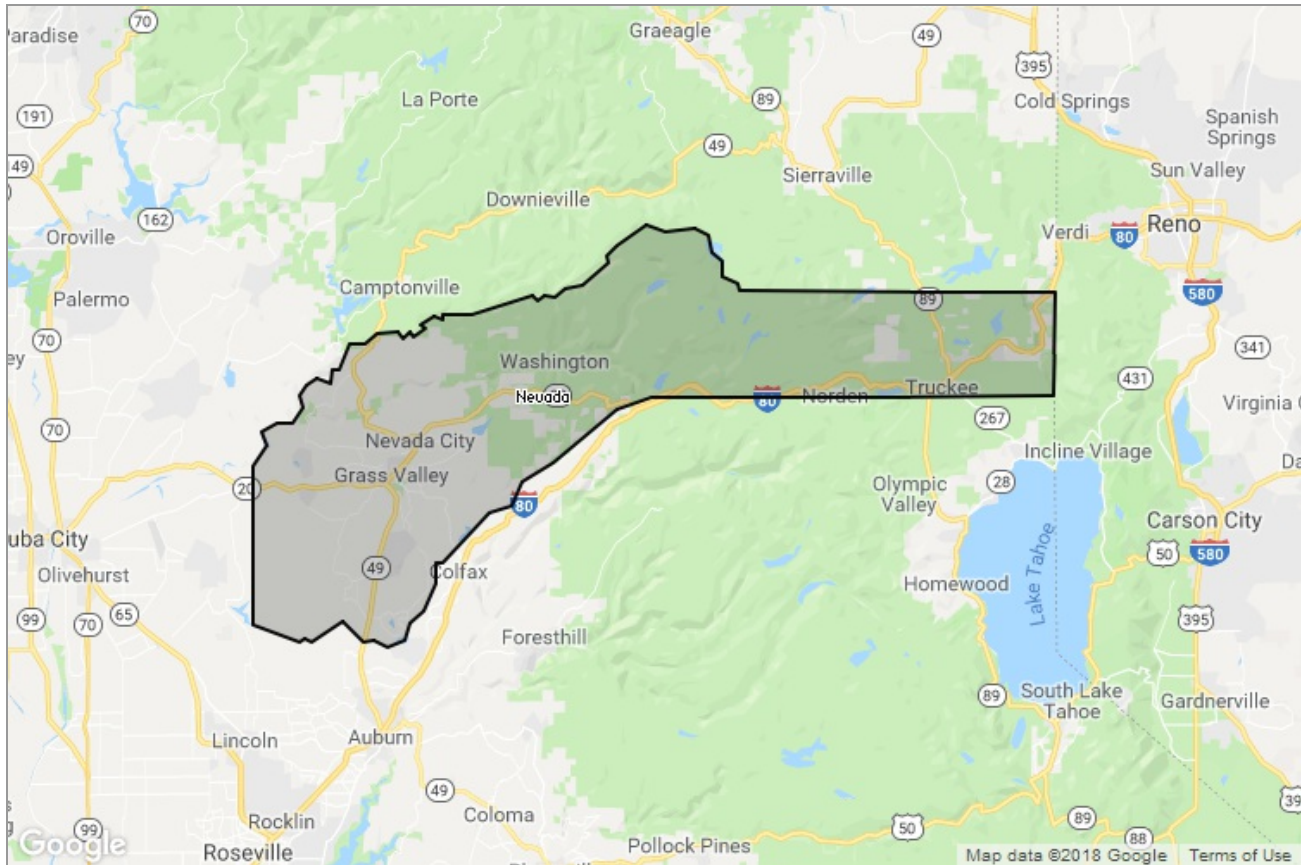 70
Paradise
Graeagle
49
395
La Porte
89
Cold Springs
191
Spanish
Springs
49
49
Sierraville
Sun Valley
Downieville
162
Oroville
Verdi
80
Reno
Camptonville
89
580
Palermo
70
341
Washington
431
Truckee
Nevada
80
Norden
267
Virginia C
70
Nevada City
Incline Village
Grass Valley
20
28
Olympic
Valley
80
Carson City
uba City
50
580
49
Olivehurst
Colfax
Homewood
Lake Tahoe
99
70
65
395
Foresthill
89
South Lake
Tahoe
Gardnerville
Lincoln
Auburn
49
Coloma
Rocklin
99
50
89
88
Pollock Pines
Google
Roseville
Map data ©2018 Google
Terms of Use